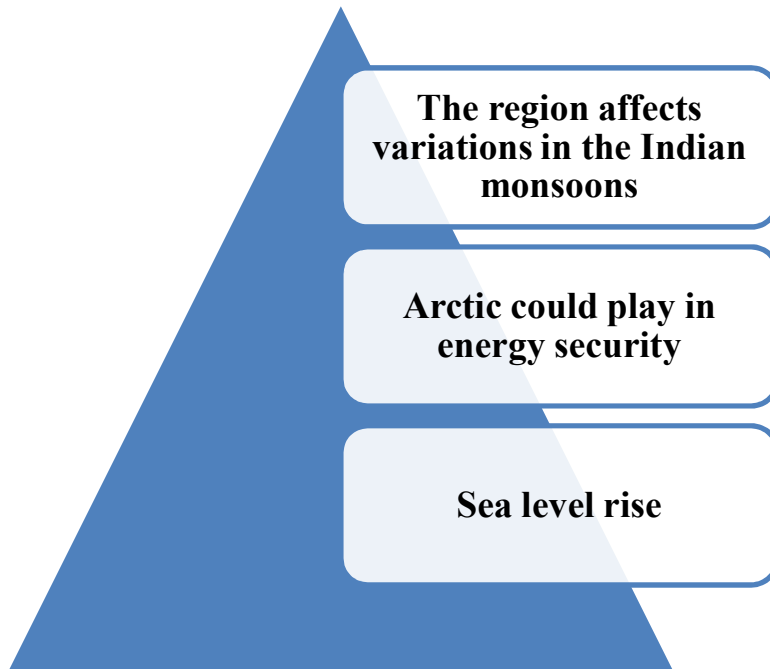 The region affects
variations in the Indian
monsoons
Arctic could play in
energy security
Sea level rise